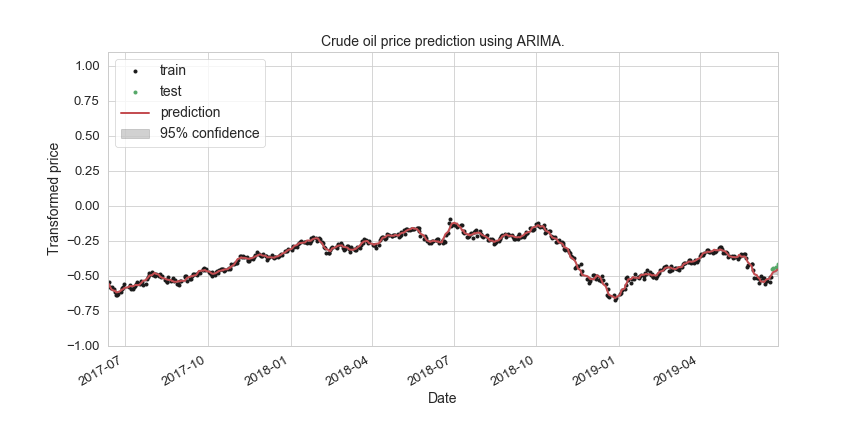 Crude oil price prediction using ARIMA.
train
test
prediction
95% confidence
Transformed price
1.00
0.75
0.50
0.25
0.00
−0.25
−0.50
−0.75
−1.00
2017-07
2017-10
2018-01
2018-04
2018-07
2018-10
2019-01
2019-04
Date